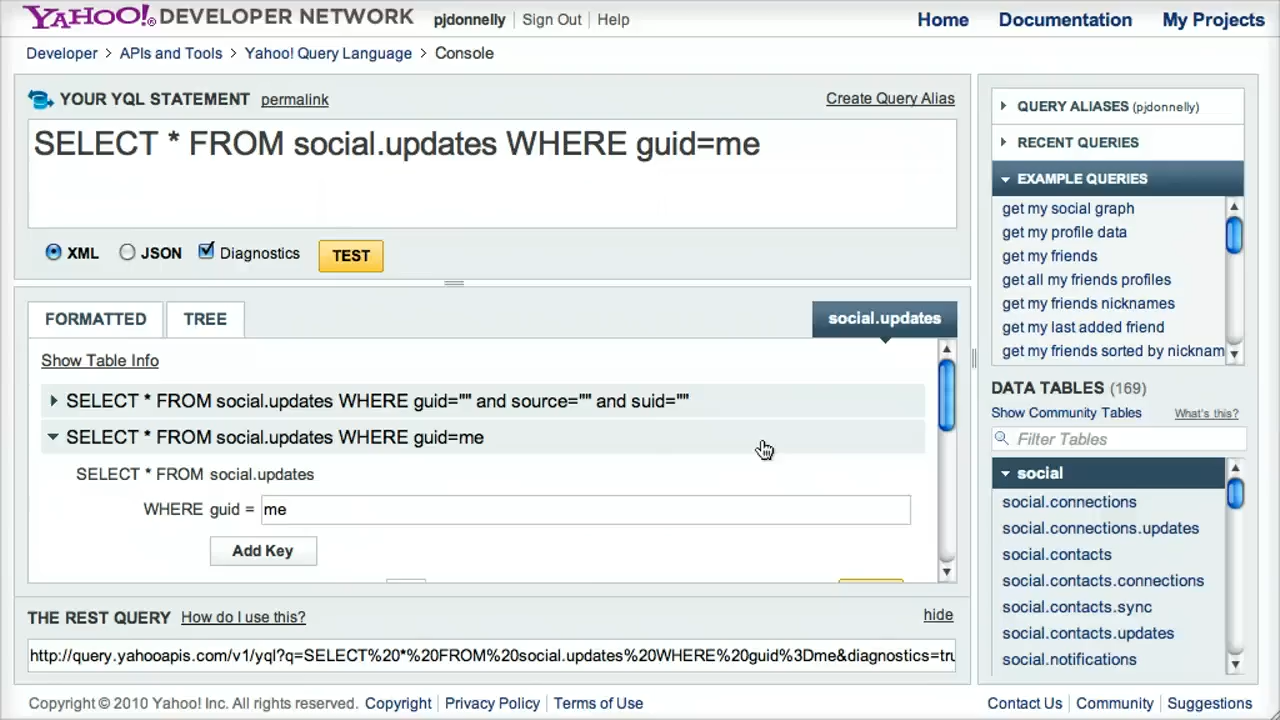 YAHOO! DEVELOPER NETWORK pjdonnelly Sign Out Help Home Documentation My Projects
Developer > APIs and Tools > Yahoo! Query Language > Console
YOUR YQL STATEMENT permalink Create Query Alias
SELECT * FROM social.updates WHERE guid=me
XML JSON Diagnostics TEST
FORMATTED TREE social.updates
Show Table Info
SELECT * FROM social.updates WHERE guid="" and source="" and suid=""
SELECT * FROM social.updates WHERE guid=me
SELECT * FROM social.updates
WHERE guid = me
Add Key
THE REST QUERY How do I use this? hide
http://query.yahooapis.com/v1/yql?q=SELECT%20*%20FROM%20social.updates%20WHERE%20guid%3Dme&diagnostics=tru
QUERY ALIASES (pjdonnelly)
RECENT QUERIES
EXAMPLE QUERIES
get my social graph
get my profile data
get my friends
get all my friends profiles
get my friends nicknames
get my last added friend
get my friends sorted by nicknam
DATA TABLES (169)
Show Community Tables What's this?
Filter Tables
social
social.connections
social.connections.updates
social.contacts
social.contacts.connections
social.contacts.sync
social.contacts.updates
social.notifications
Copyright © 2010 Yahoo! Inc. All rights reserved. Copyright Privacy Policy Terms of Use Contact Us Community Suggestions